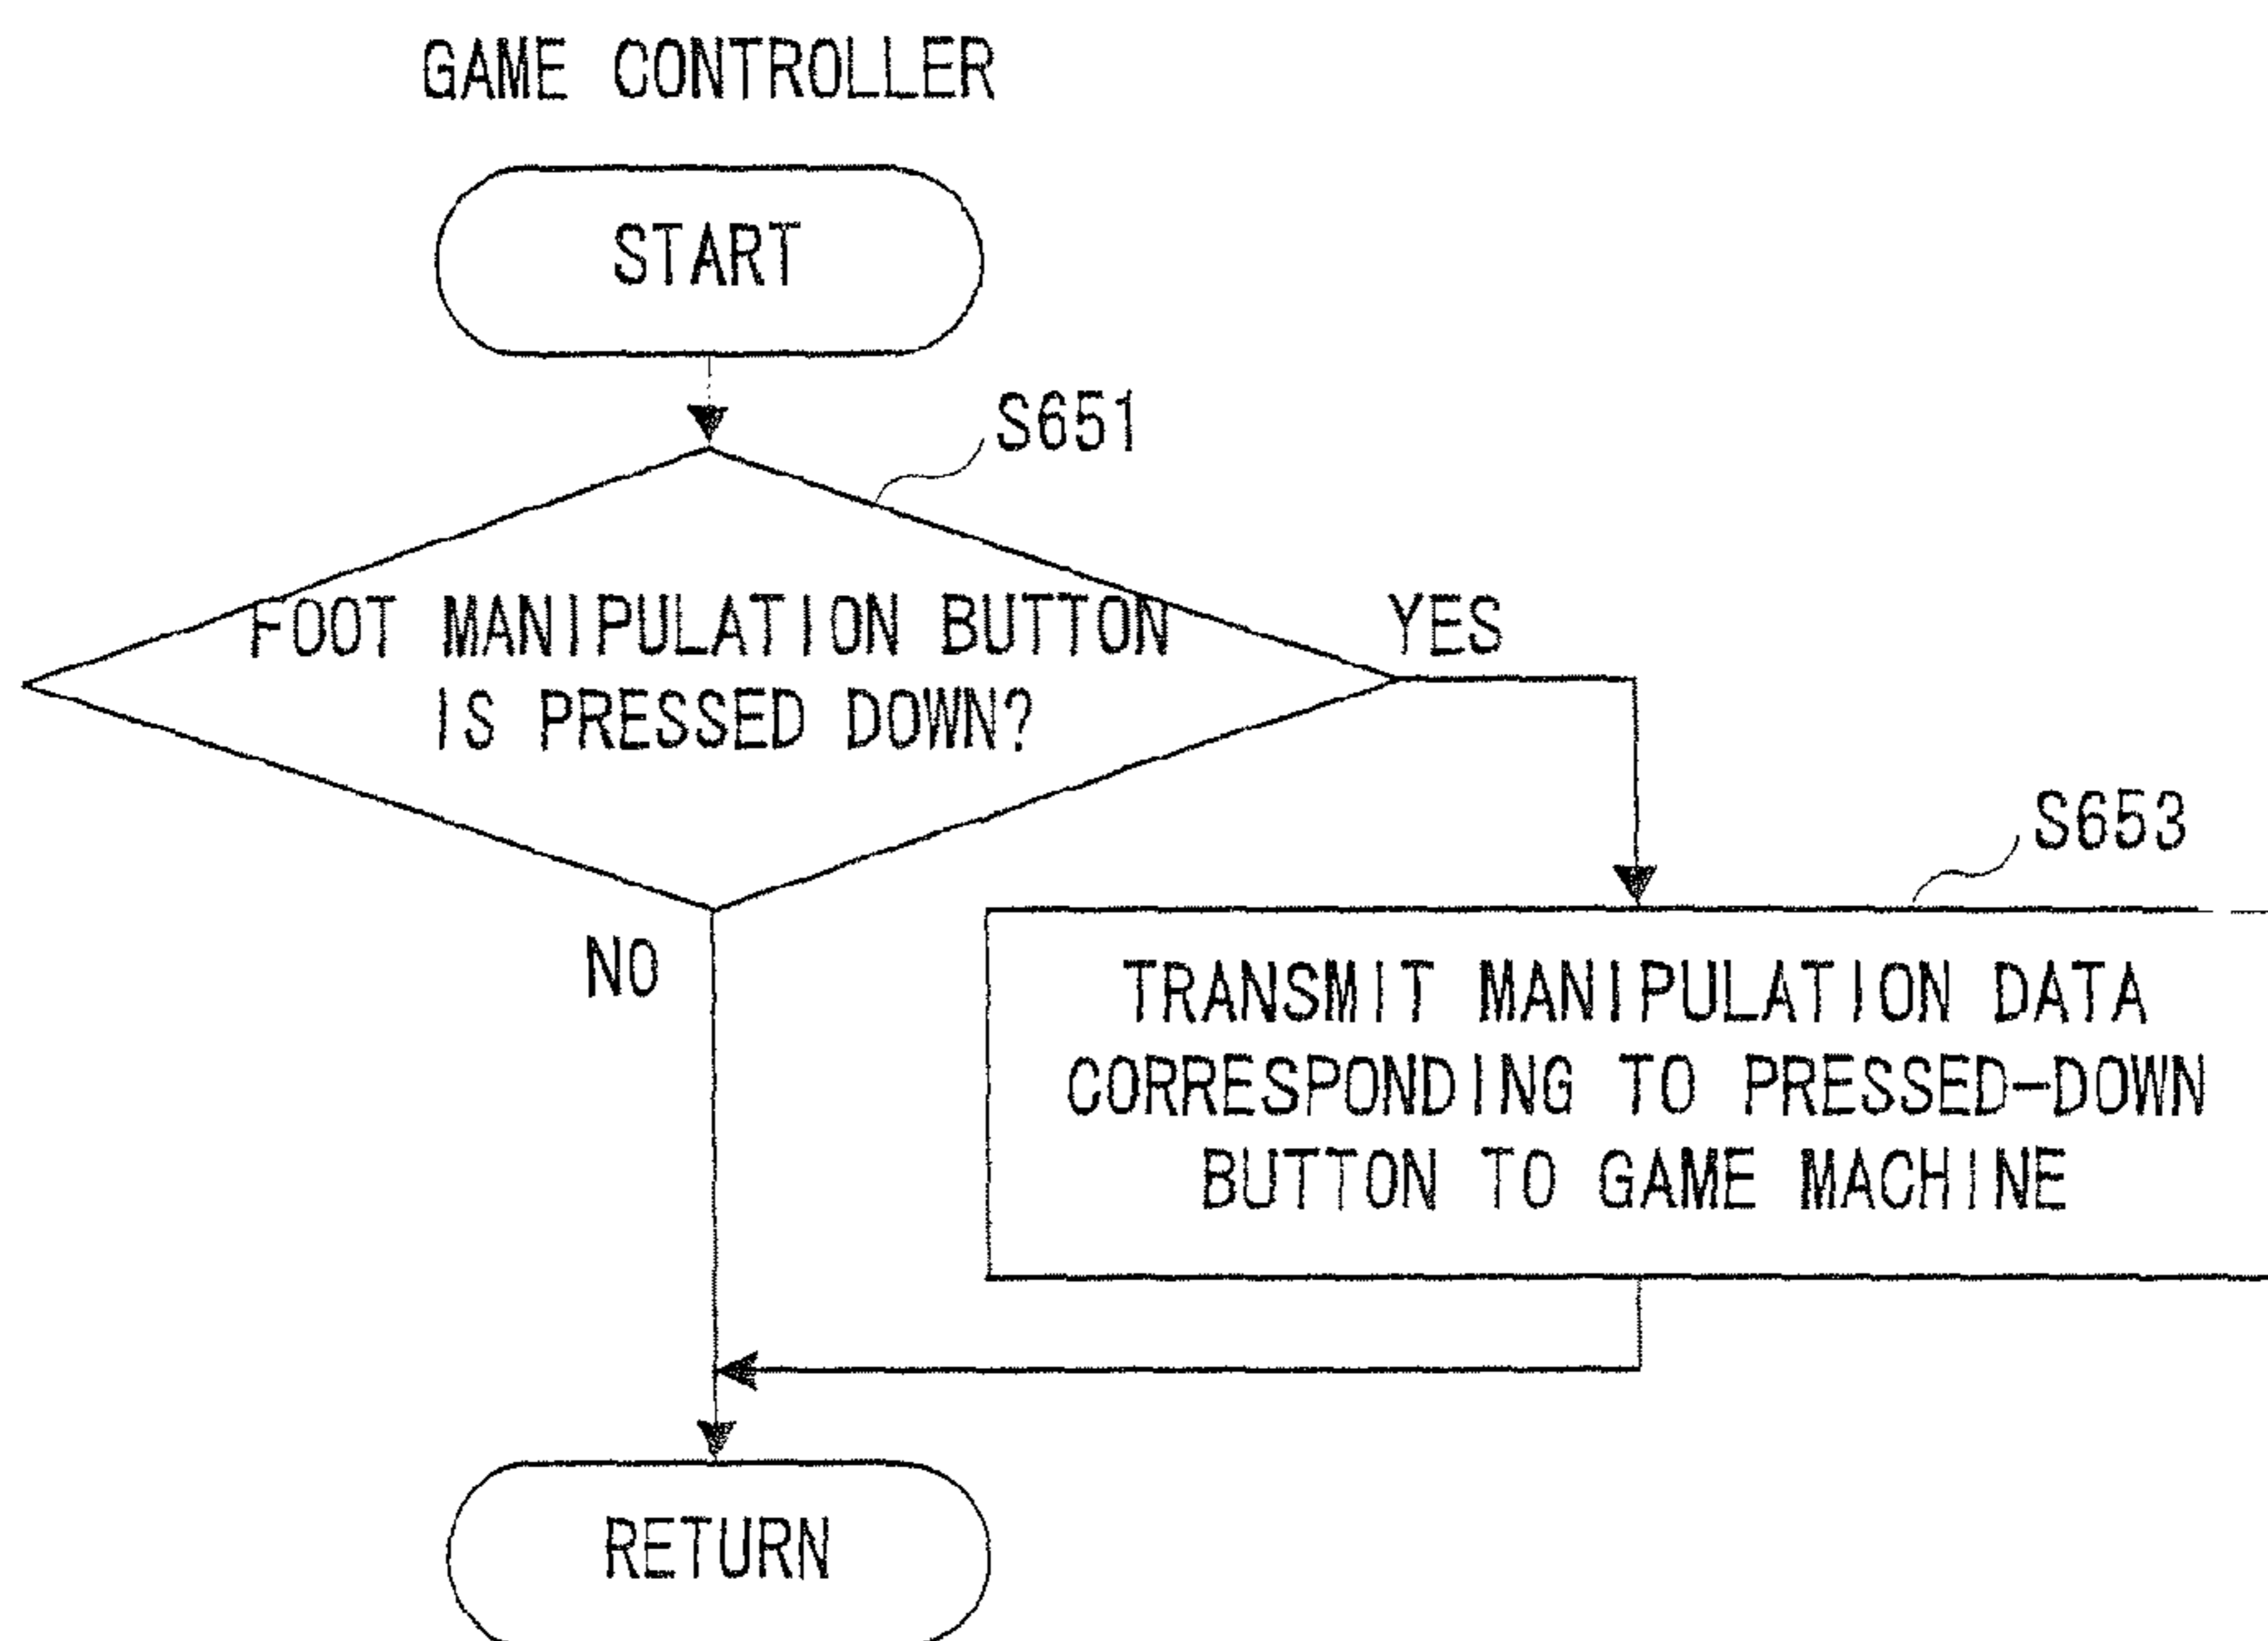 GAME CONTROLLER
START
S651
FOOT MANIPULATION BUTTON
IS PRESSED DOWN?
YES
NO
S653
TRANSMIT MANIPULATION DATA
CORRESPONDING TO PRESSED-DOWN
BUTTON TO GAME MACHINE
RETURN